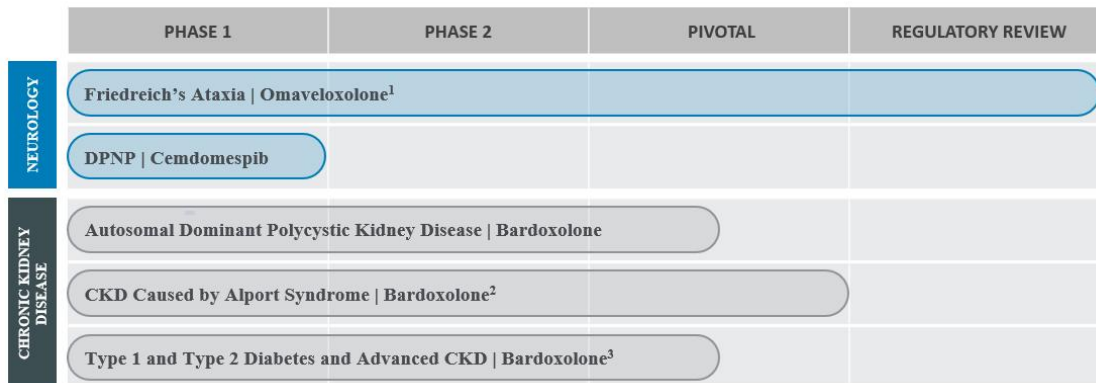 PHASE 1 PHASE 2 PIVOTAL REGULATORY REVIEW
NEUROLOGY
Friedreich's Ataxia | Omaveloxolone¹
DPNP | Cemdomespib
CHRONIC KIDNEY
DISEASE
Autosomal Dominant Polycystic Kidney Disease | Bardoxolone
CKD Caused by Alport Syndrome | Bardoxolone²
Type 1 and Type 2 Diabetes and Advanced CKD | Bardoxolone³